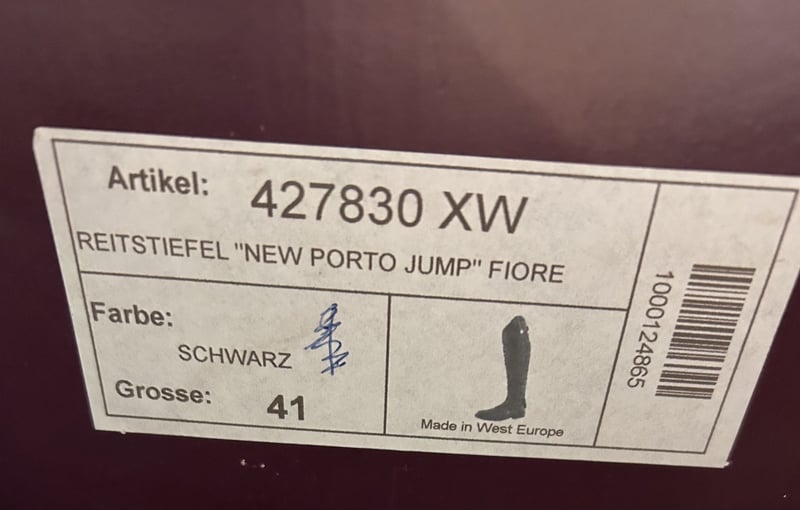 Artikel: 427830 XW
REITSTIEFEL "NEW PORTO JUMP" FIORE
Farbe:
SCHWARZ
Grosse: 41
Made in West Europe
1000124865